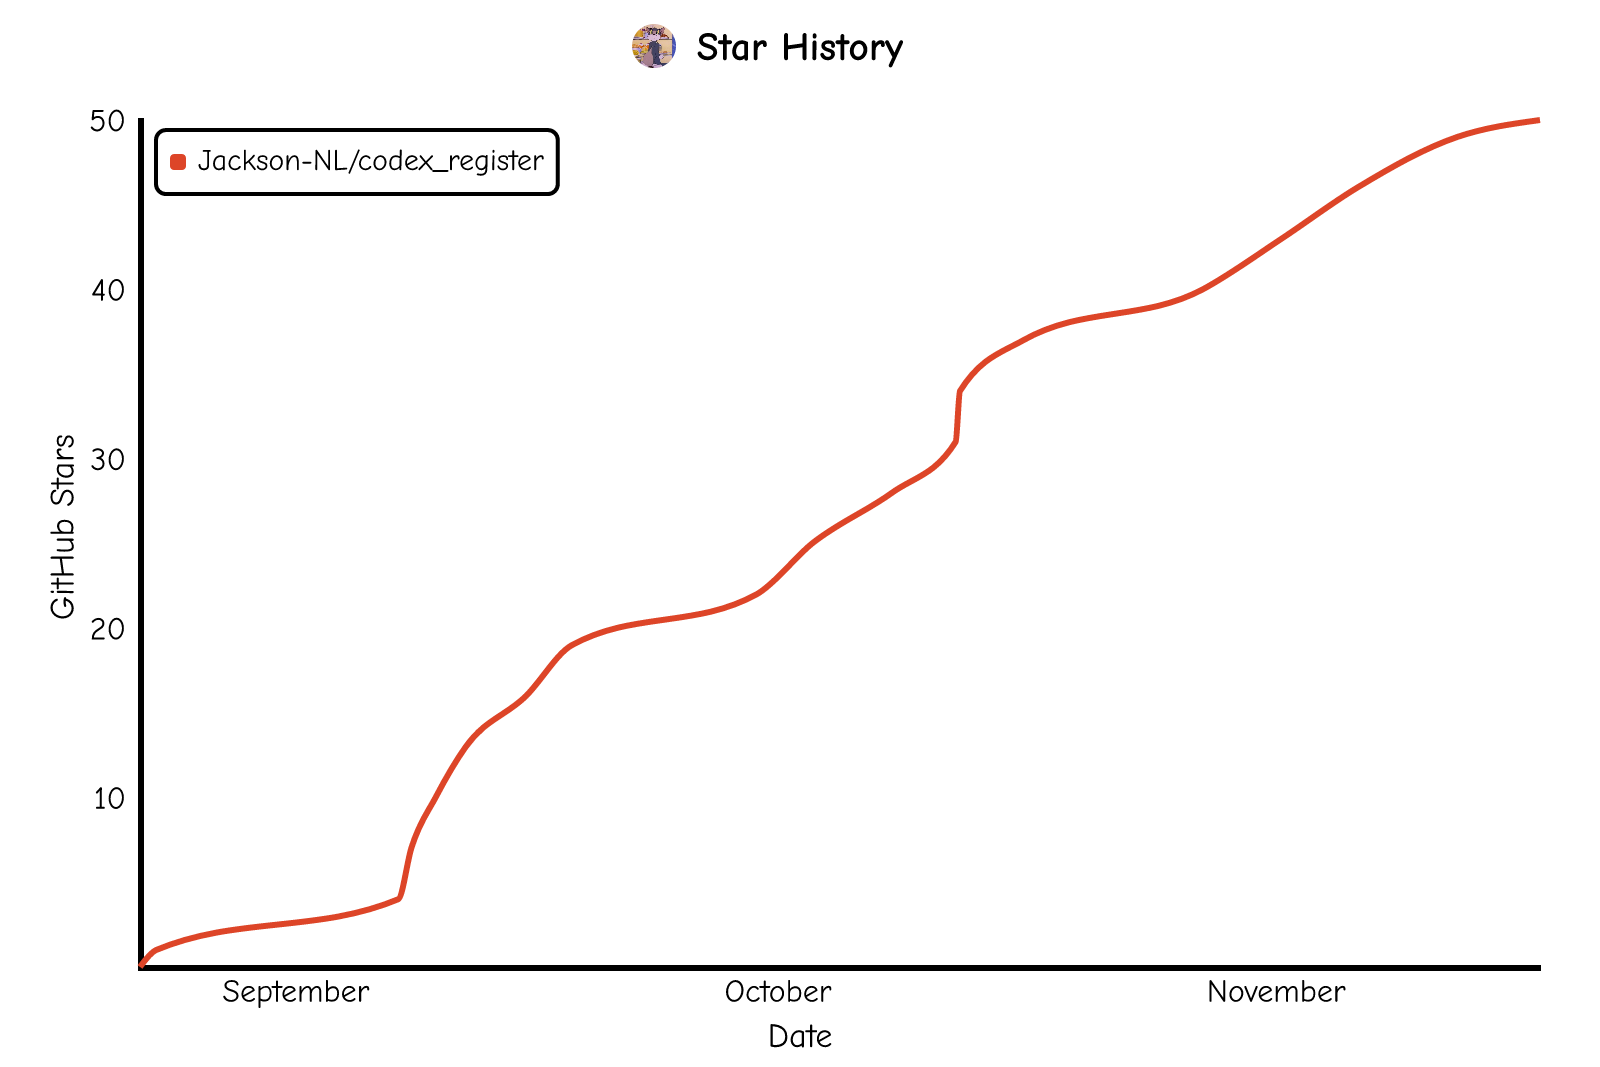 Star History
Jackson-NL/codex_register
50
40
30
20
10
GitHub Stars
September
October
November
Date